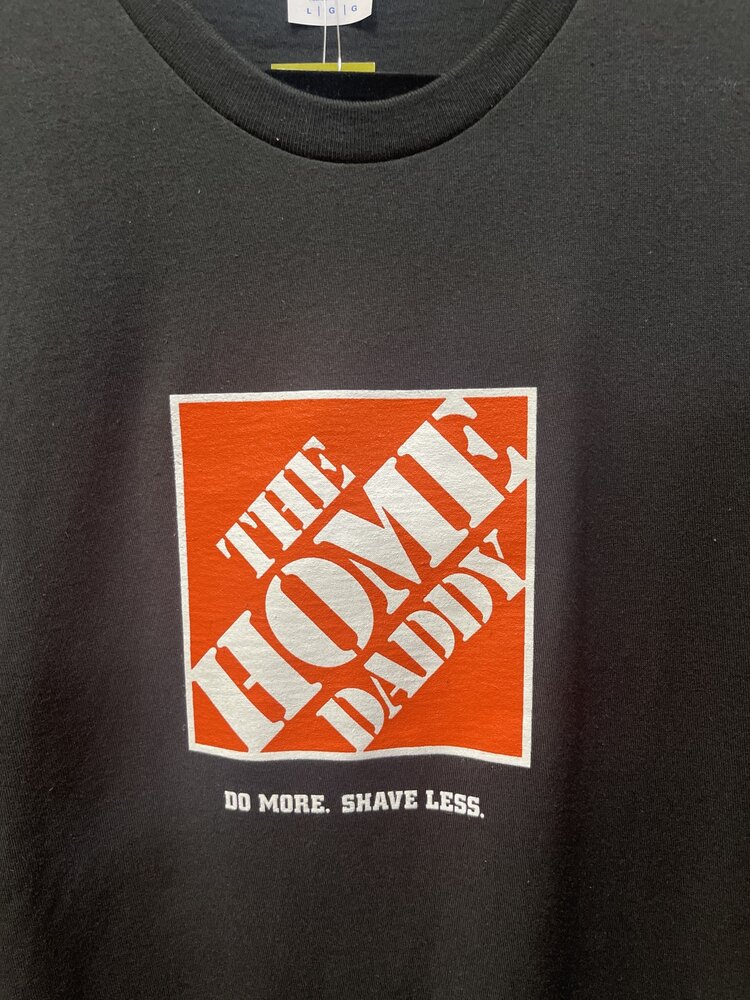 L | G | G
THE
HOME
DADDY
DO MORE. SHAVE LESS.